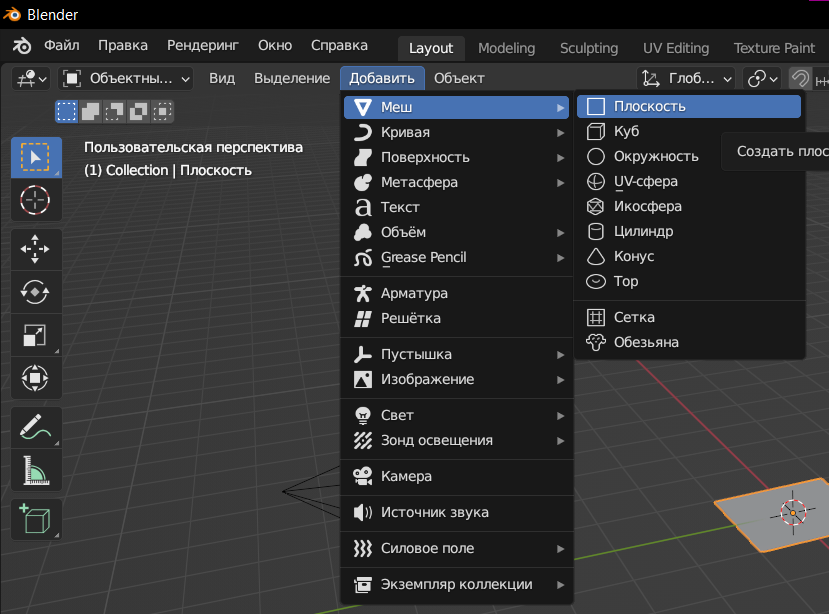 Blender
Файл Правка Рендеринг Окно Справка Layout Modeling Sculpting UV Editing Texture Paint
Объектны... Вид Выделение Добавить Объект Глоб...
Пользовательская перспектива
(1) Collection | Плоскость
Меш
Кривая
Поверхность
Метасфера
Текст
Объём
Grease Pencil
Арматура
Решётка
Пустышка
Изображение
Свет
Зонд освещения
Камера
Источник звука
Силовое поле
Экземпляр коллекции
Плоскость
Куб
Окружность
UV-сфера
Икосфера
Цилиндр
Конус
Тор
Сетка
Обезьяна
Создать плос